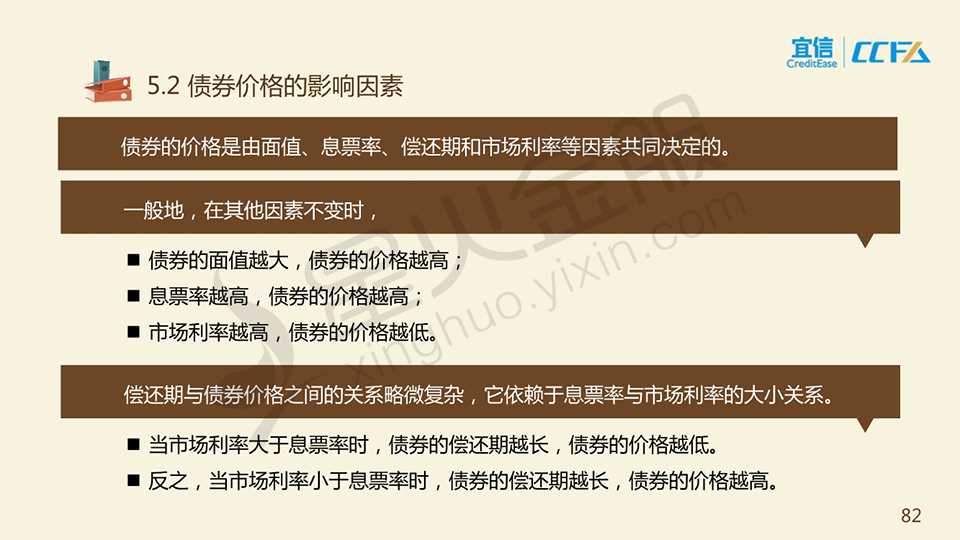 宜信
CreditEase
CCFA
5.2 债券价格的影响因素
债券的价格是由面值、息票率、偿还期和市场利率等因素共同决定的。
一般地，在其他因素不变时，
■ 债券的面值越大，债券的价格越高；
■ 息票率越高，债券的价格越高；
■ 市场利率越高，债券的价格越低。
偿还期与债券价格之间的关系略微复杂，它依赖于息票率与市场利率的大小关系。
■ 当市场利率大于息票率时，债券的偿还期越长，债券的价格越低。
■ 反之，当市场利率小于息票率时，债券的偿还期越长，债券的价格越高。
星火金服
xinghuo.yixin.com
82